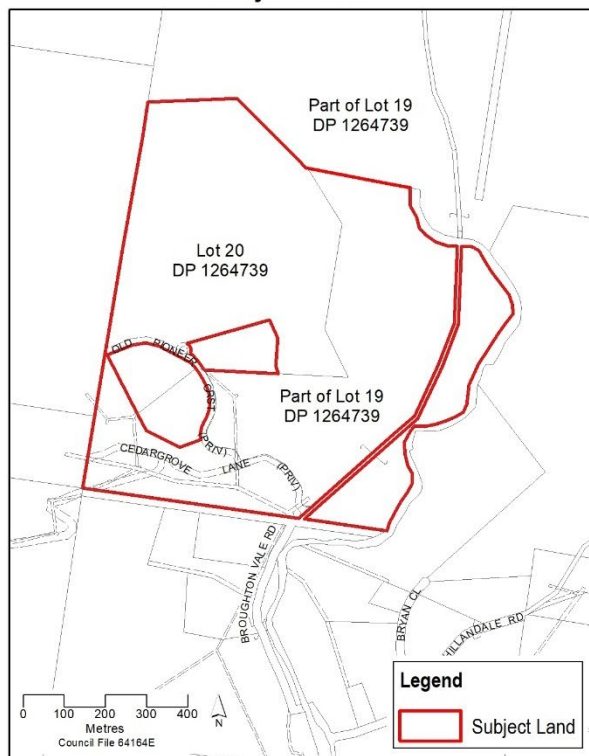 Part of Lot 19
DP 1264739
Lot 20
DP 1264739
OLD PIONEER CRST (PRIV)
Part of Lot 19
DP 1264739
CEDARGROVE LANE (PRIV)
BROUGHTON VALE RD
BRYAN CL
HILLANDALE RD
0 100 200 300 400
Metres
Council File 64164E
N
Legend
Subject Land